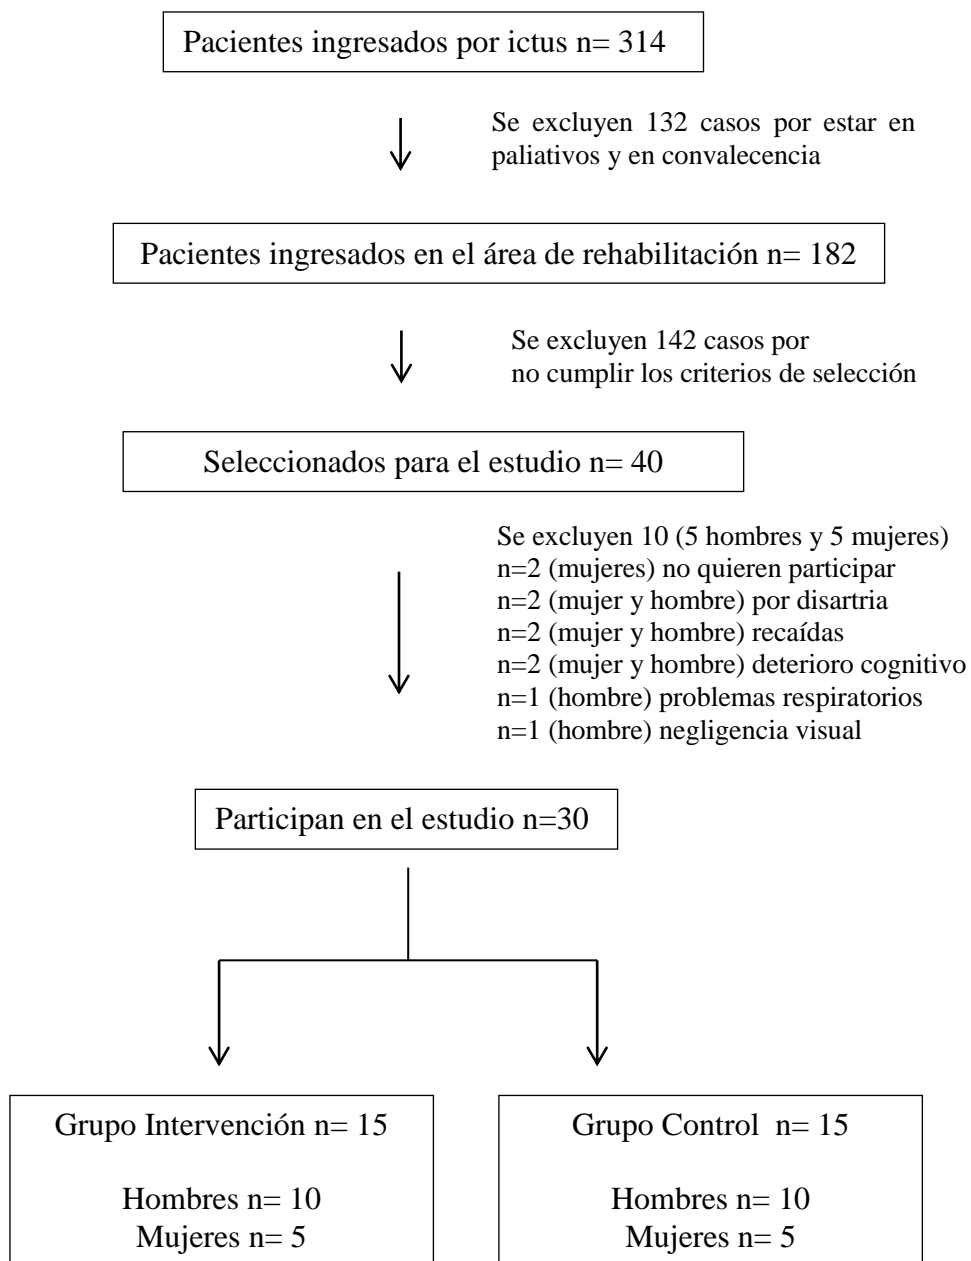 Pacientes ingresados por ictus n= 314
Se excluyen 132 casos por estar en
paliativos y en convalecencia
Pacientes ingresados en el área de rehabilitación n= 182
Se excluyen 142 casos por
no cumplir los criterios de selección
Seleccionados para el estudio n= 40
Se excluyen 10 (5 hombres y 5 mujeres)
n=2 (mujeres) no quieren participar
n=2 (mujer y hombre) por disartria
n=2 (mujer y hombre) recaídas
n=2 (mujer y hombre) deterioro cognitivo
n=1 (hombre) problemas respiratorios
n=1 (hombre) negligencia visual
Participan en el estudio n=30
Grupo Intervención n= 15
Hombres n= 10
Mujeres n= 5
Grupo Control n= 15
Hombres n= 10
Mujeres n= 5